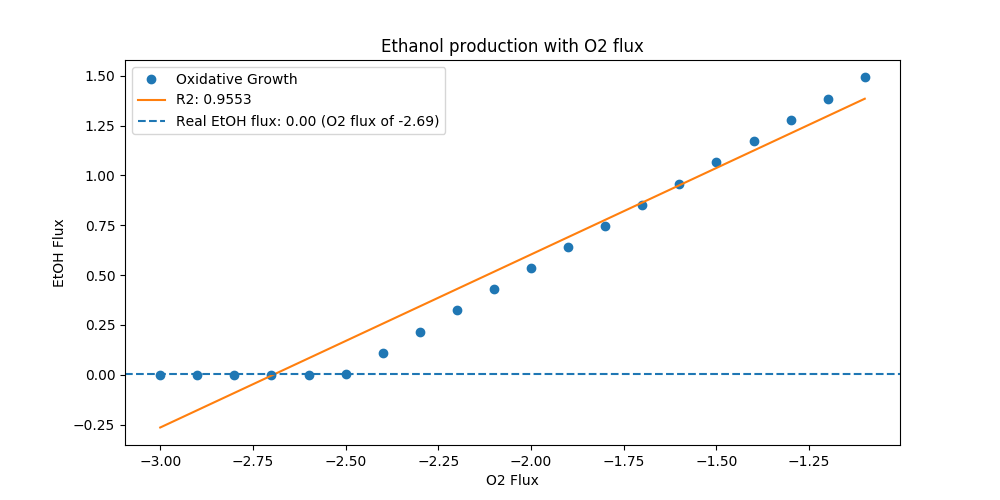 Ethanol production with O2 flux
Oxidative Growth
R2: 0.9553
Real EtOH flux: 0.00 (O2 flux of -2.69)
EtOH Flux
1.50
1.25
1.00
0.75
0.50
0.25
0.00
−0.25
−3.00 −2.75 −2.50 −2.25 −2.00 −1.75 −1.50 −1.25
O2 Flux